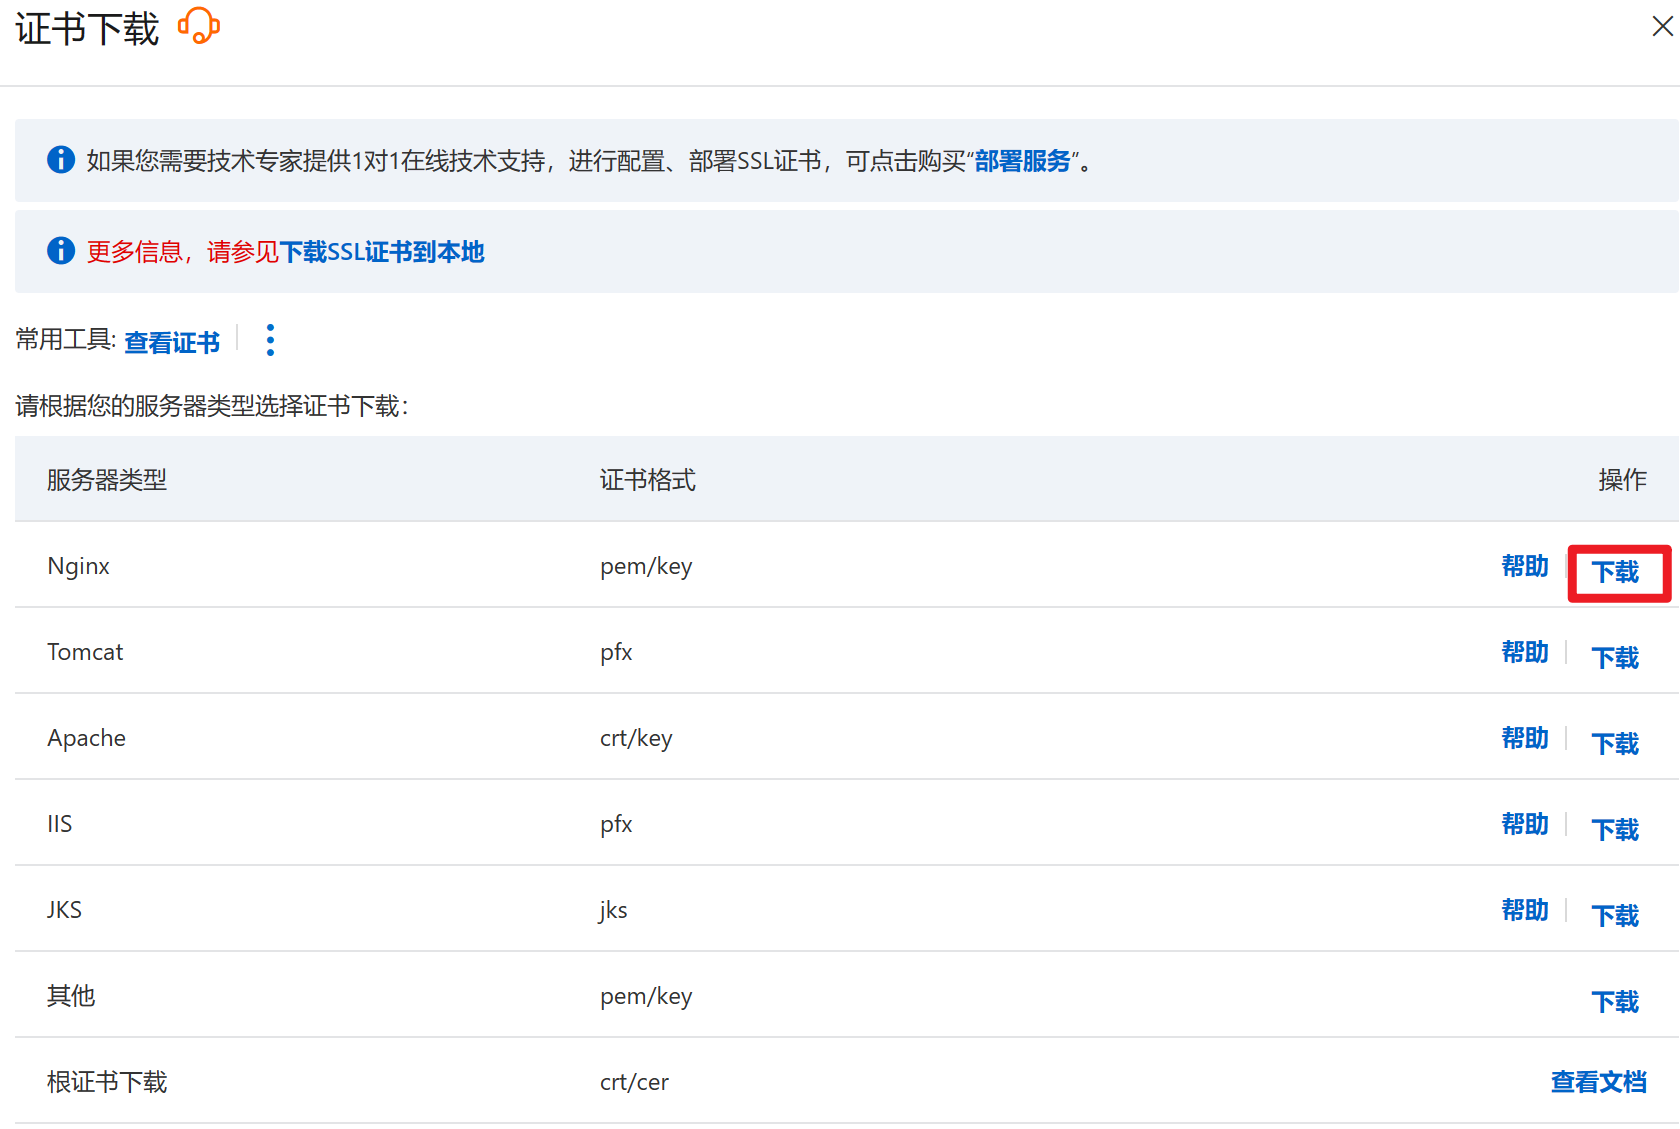 证书下载
如果您需要技术专家提供1对1在线技术支持，进行配置、部署SSL证书，可点击购买“部署服务”。
更多信息，请参见下载SSL证书到本地
常用工具: 查看证书
请根据您的服务器类型选择证书下载：
服务器类型 证书格式 操作
Nginx pem/key 帮助 下载
Tomcat pfx 帮助 下载
Apache crt/key 帮助 下载
IIS pfx 帮助 下载
JKS jks 帮助 下载
其他 pem/key 下载
根证书下载 crt/cer 查看文档